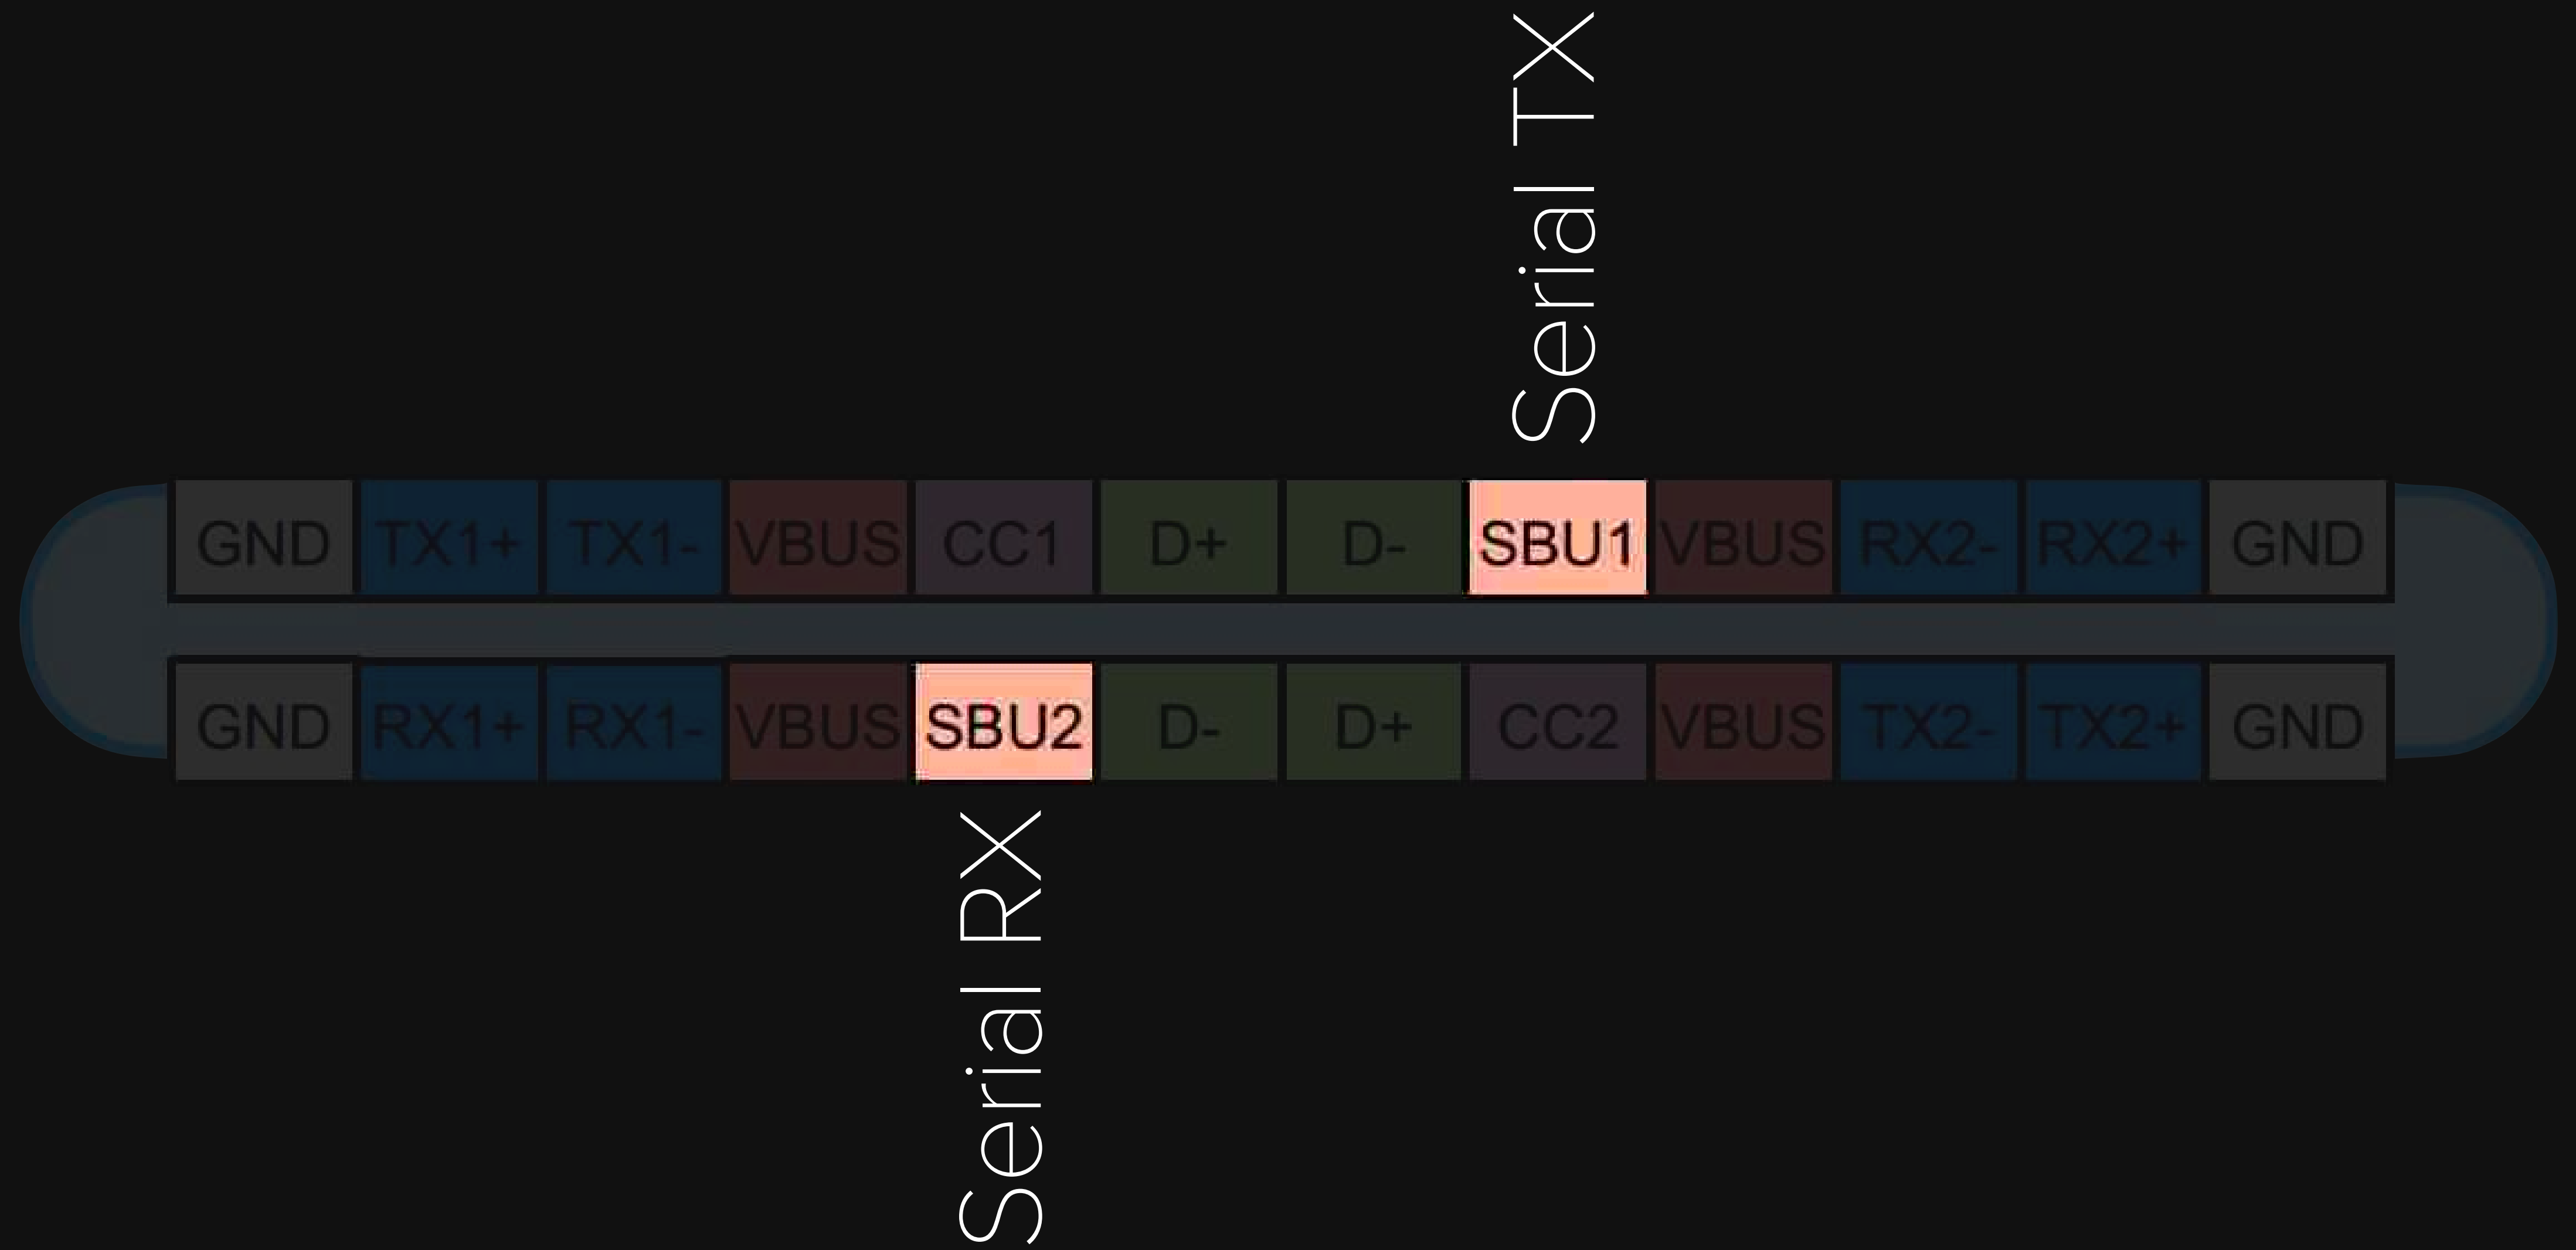 Serial TX
GND TX1+ TX1- VBUS CC1 D+ D- SBU1 VBUS RX2- RX2+ GND
GND RX1+ RX1- VBUS SBU2 D- D+ CC2 VBUS TX2- TX2+ GND
Serial RX